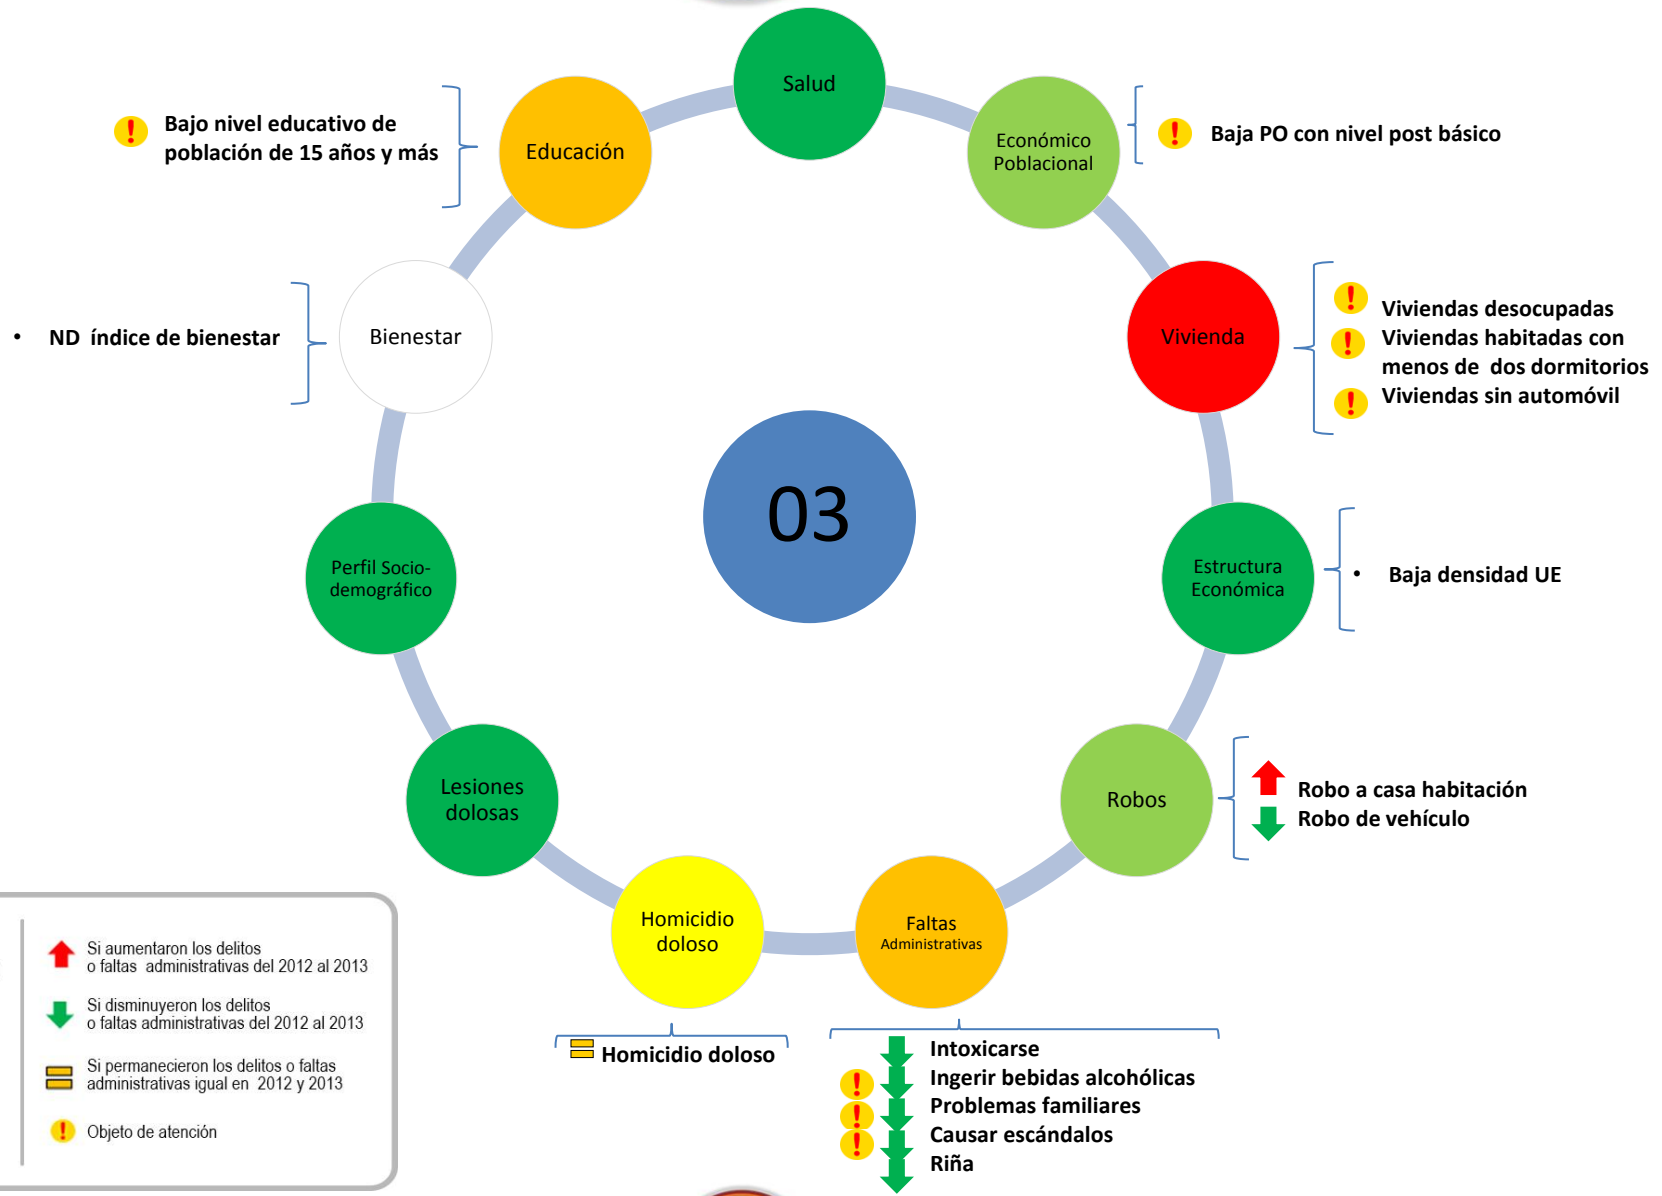 Salud
Educación
Económico
Poblacional
Bajo nivel educativo de
población de 15 años y más
Baja PO con nivel post básico
Bienestar
• ND índice de bienestar
Vivienda
Viviendas desocupadas
Viviendas habitadas con
menos de dos dormitorios
Viviendas sin automóvil
03
Perfil Socio-
demográfico
Estructura
Económica
• Baja densidad UE
Lesiones
dolosas
Robos
Robo a casa habitación
Robo de vehículo
Homicidio
doloso
Faltas
Administrativas
Homicidio doloso
Intoxicarse
Ingerir bebidas alcohólicas
Problemas familiares
Causar escándalos
Riña
Si aumentaron los delitos
o faltas administrativas del 2012 al 2013
Si disminuyeron los delitos
o faltas administrativas del 2012 al 2013
Si permanecieron los delitos o faltas
administrativas igual en 2012 y 2013
Objeto de atención